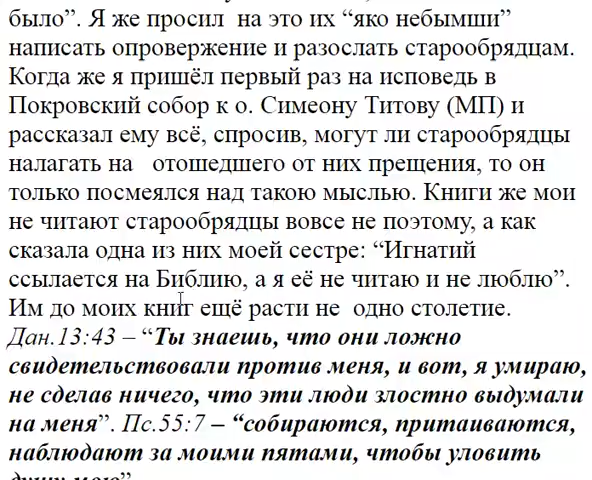 было”. Я же просил на это их “яко небымши”
написать опровержение и разослать старообрядцам.
Когда же я пришёл первый раз на исповедь в
Покровский собор к о. Симеону Титову (МП) и
рассказал ему всё, спросив, могут ли старообрядцы
налагать на отошедшего от них прещения, то он
только посмеялся над такою мыслью. Книги же мои
не читают старообрядцы вовсе не поэтому, а как
сказала одна из них моей сестре: “Игнатий
ссылается на Библию, а я её не читаю и не люблю”.
Им до моих книг ещё расти не одно столетие.
Дан.13:43 – “Ты знаешь, что они ложно
свидетельствовали против меня, и вот, я умираю,
не сделав ничего, что эти люди злостно выдумали
на меня”. Пс.55:7 – “собираются, притаиваются,
наблюдают за моими пятами, чтобы уловить
душу мою”